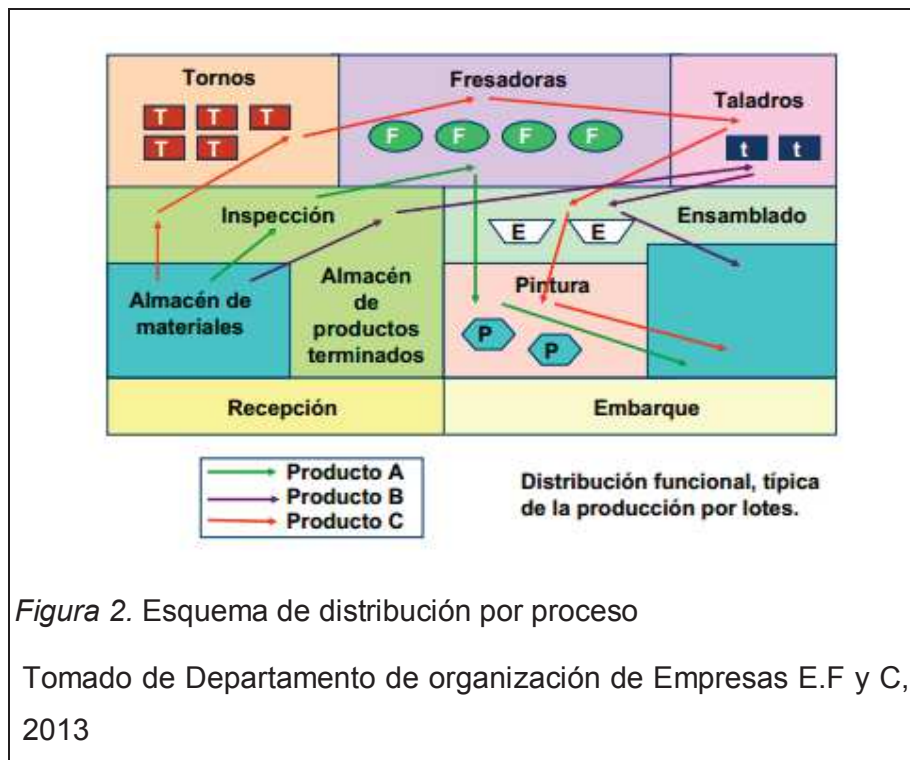 Tornos
Fresadoras
Taladros
T T T
T T
F F F F
t t
Inspección
Ensamblado
E E
Almacén de
materiales
Almacén
de
productos
terminados
Pintura
P
P
Recepción
Embarque
Producto A
Producto B
Producto C
Distribución funcional, típica
de la producción por lotes.
Figura 2. Esquema de distribución por proceso
Tomado de Departamento de organización de Empresas E.F y C,
2013